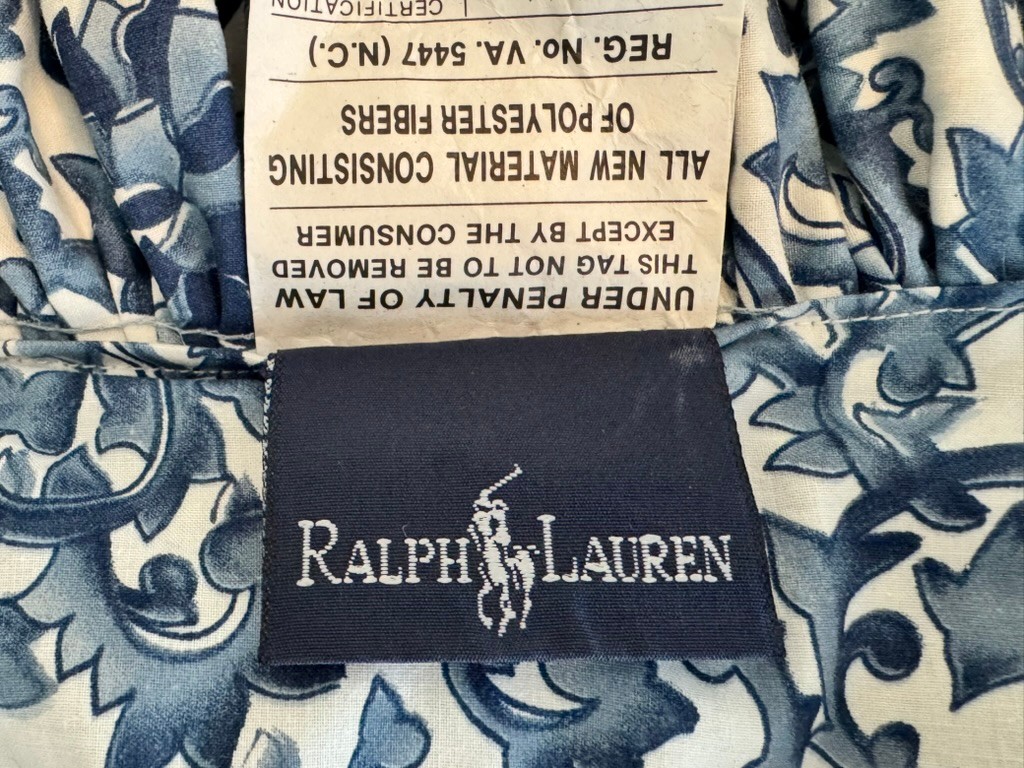 UNDER PENALTY OF LAW
THIS TAG NOT TO BE REMOVED
EXCEPT BY THE CONSUMER
ALL NEW MATERIAL CONSISTING
OF POLYESTER FIBERS
REG. No. VA. 5447 (N.C.)
CERTIFICATION
RALPH LAUREN